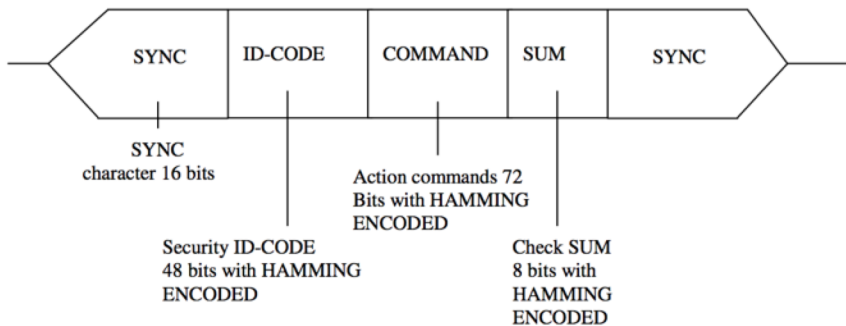 SYNC
ID-CODE
COMMAND
SUM
SYNC
SYNC
character 16 bits
Action commands 72
Bits with HAMMING
ENCODED
Security ID-CODE
48 bits with HAMMING
ENCODED
Check SUM
8 bits with
HAMMING
ENCODED